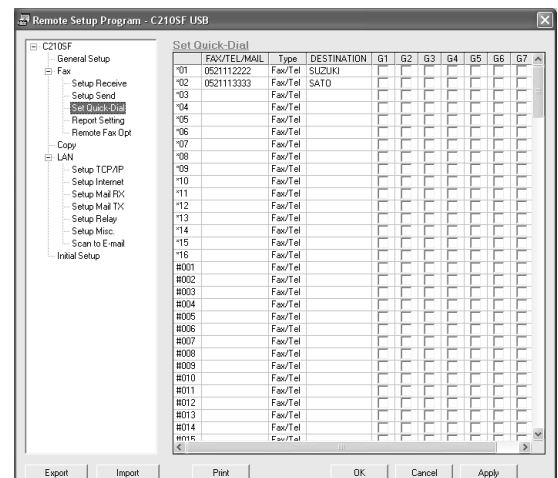 Remote Setup Program - C210SF USB
C210SF
General Setup
Fax
Setup Receive
Setup Send
Set Quick-Dial
Report Setting
Remote Fax Opt
Copy
LAN
Setup TCP/IP
Setup Internet
Setup Mail RX
Setup Mail TX
Setup Relay
Setup Misc.
Scan to E-mail
Initial Setup
Set Quick-Dial
FAX/TEL/MAIL Type DESTINATION G1 G2 G3 G4 G5 G6 G7
*01 0521112222 Fax/Tel SUZUKI
*02 0521113333 Fax/Tel SATO
*03 Fax/Tel
*04 Fax/Tel
*05 Fax/Tel
*06 Fax/Tel
*07 Fax/Tel
*08 Fax/Tel
*09 Fax/Tel
*10 Fax/Tel
*11 Fax/Tel
*12 Fax/Tel
*13 Fax/Tel
*14 Fax/Tel
*15 Fax/Tel
*16 Fax/Tel
#001 Fax/Tel
#002 Fax/Tel
#003 Fax/Tel
#004 Fax/Tel
#005 Fax/Tel
#006 Fax/Tel
#007 Fax/Tel
#008 Fax/Tel
#009 Fax/Tel
#010 Fax/Tel
#011 Fax/Tel
#012 Fax/Tel
#013 Fax/Tel
#014 Fax/Tel
#015 Fax/Tel
Export Import Print OK Cancel Apply